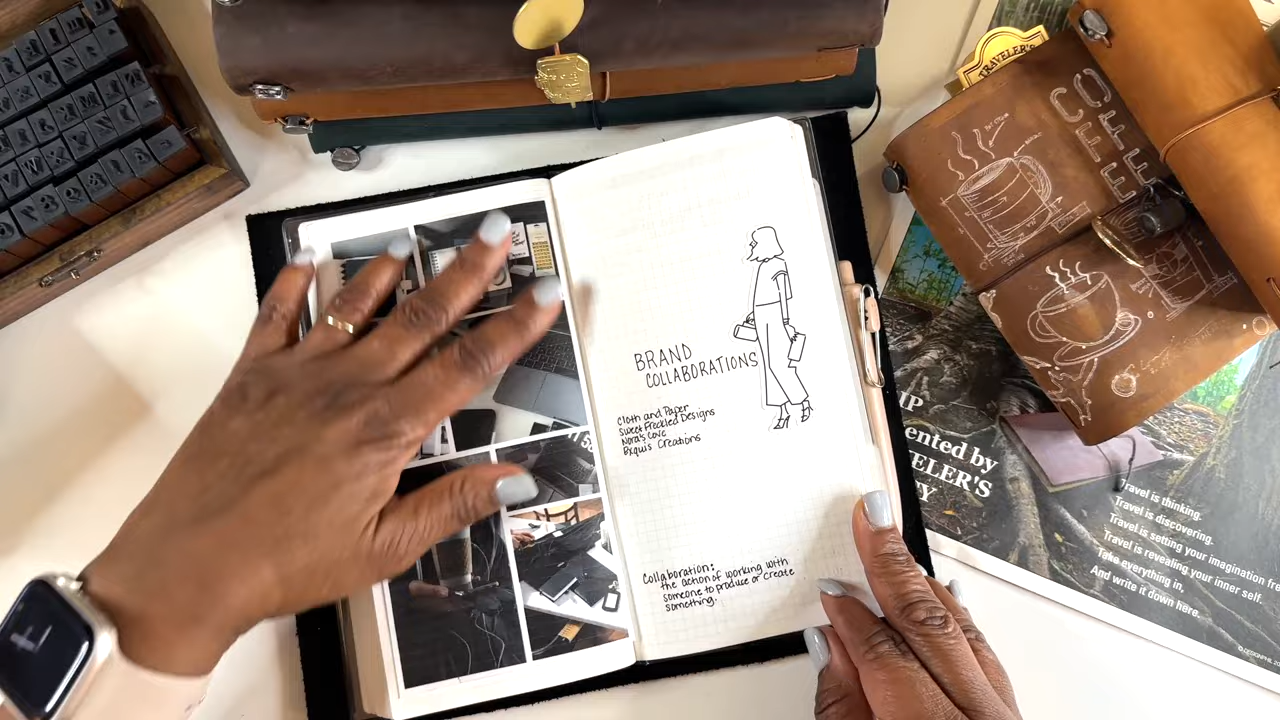 TRAVELER'S
COFFEE
BRAND
COLLABORATIONS
Cloth and Paper
Sweet Freckled Designs
Nora's Cove
Exquis Creations
Collaboration:
the action of working with
someone to produce or create
something.
IP
ented by
ELER'S
Y
Travel is thinking.
Travel is discovering.
Travel is setting your imagination fre
Travel is revealing your inner self.
Take everything in,
And write it down here.